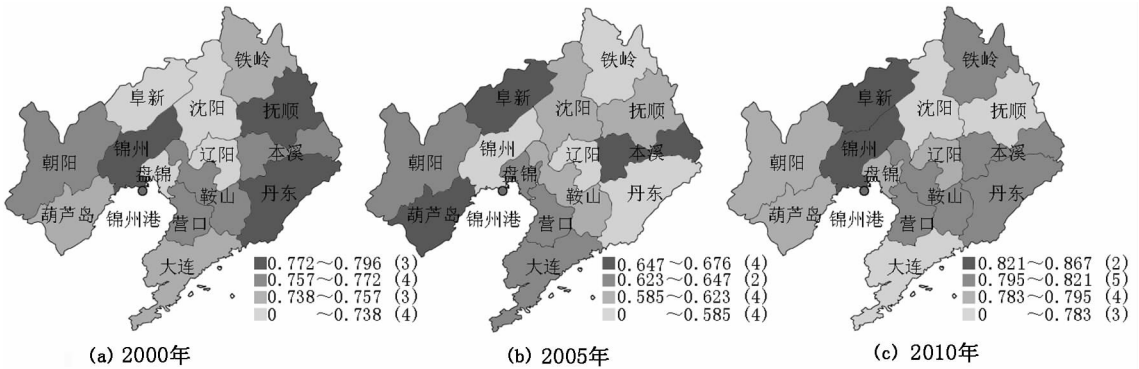 铁岭
阜新
沈阳
抚顺
锦州
朝阳
辽阳
本溪
盘锦
鞍山
丹东
葫芦岛
锦州港
营口
大连
0.772～0.796 (3)
0.757～0.772 (4)
0.738～0.757 (3)
0 ～0.738 (4)
(a) 2000年
铁岭
阜新
沈阳
抚顺
锦州
朝阳
辽阳
本溪
盘锦
鞍山
丹东
葫芦岛
锦州港
营口
大连
0.647～0.676 (4)
0.623～0.647 (2)
0.585～0.623 (4)
0 ～0.585 (4)
(b) 2005年
铁岭
阜新
沈阳
抚顺
锦州
朝阳
辽阳
本溪
盘锦
鞍山
丹东
葫芦岛
锦州港
营口
大连
0.821～0.867 (2)
0.795～0.821 (5)
0.783～0.795 (4)
0 ～0.783 (3)
(c) 2010年